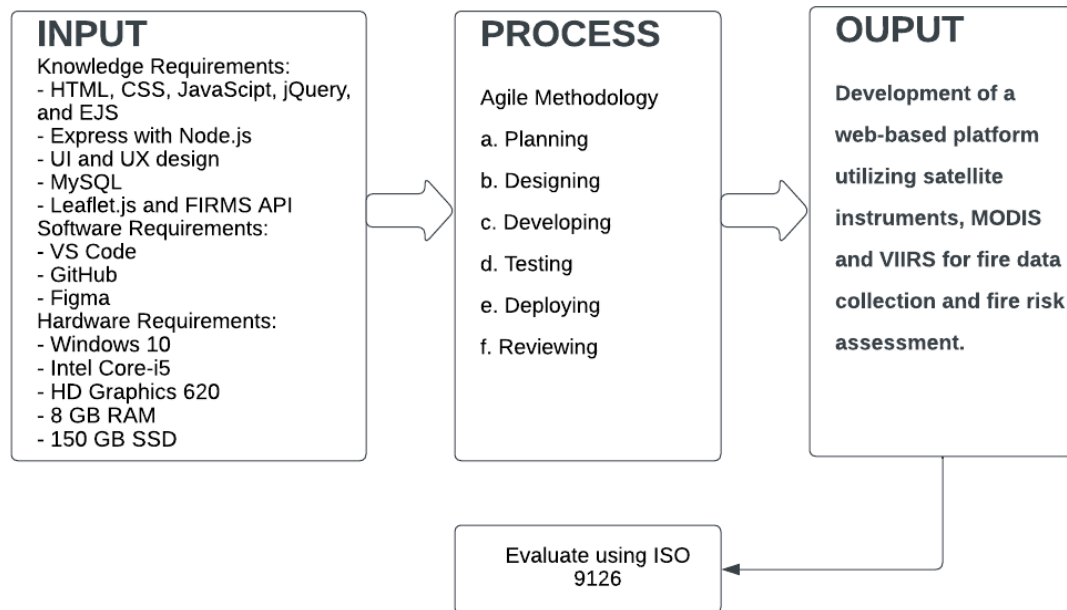 INPUT
Knowledge Requirements:
- HTML, CSS, JavaScipt, jQuery,
and EJS
- Express with Node.js
- UI and UX design
- MySQL
- Leaflet.js and FIRMS API
Software Requirements:
- VS Code
- GitHub
- Figma
Hardware Requirements:
- Windows 10
- Intel Core-i5
- HD Graphics 620
- 8 GB RAM
- 150 GB SSD
PROCESS
Agile Methodology
a. Planning
b. Designing
c. Developing
d. Testing
e. Deploying
f. Reviewing
OUPUT
Development of a
web-based platform
utilizing satellite
instruments, MODIS
and VIIRS for fire data
collection and fire risk
assessment.
Evaluate using ISO
9126